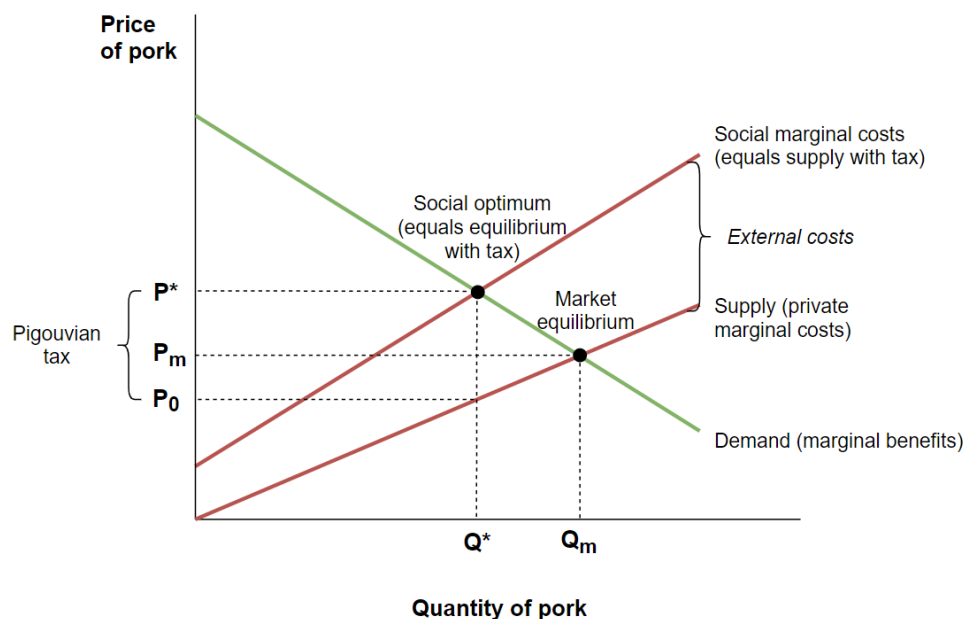 Price
of pork
Social marginal costs
(equals supply with tax)
Social optimum
(equals equilibrium
with tax)
External costs
P*
Market
equilibrium
Supply (private
marginal costs)
Pigouvian
tax
Pm
P0
Demand (marginal benefits)
Q*
Qm
Quantity of pork